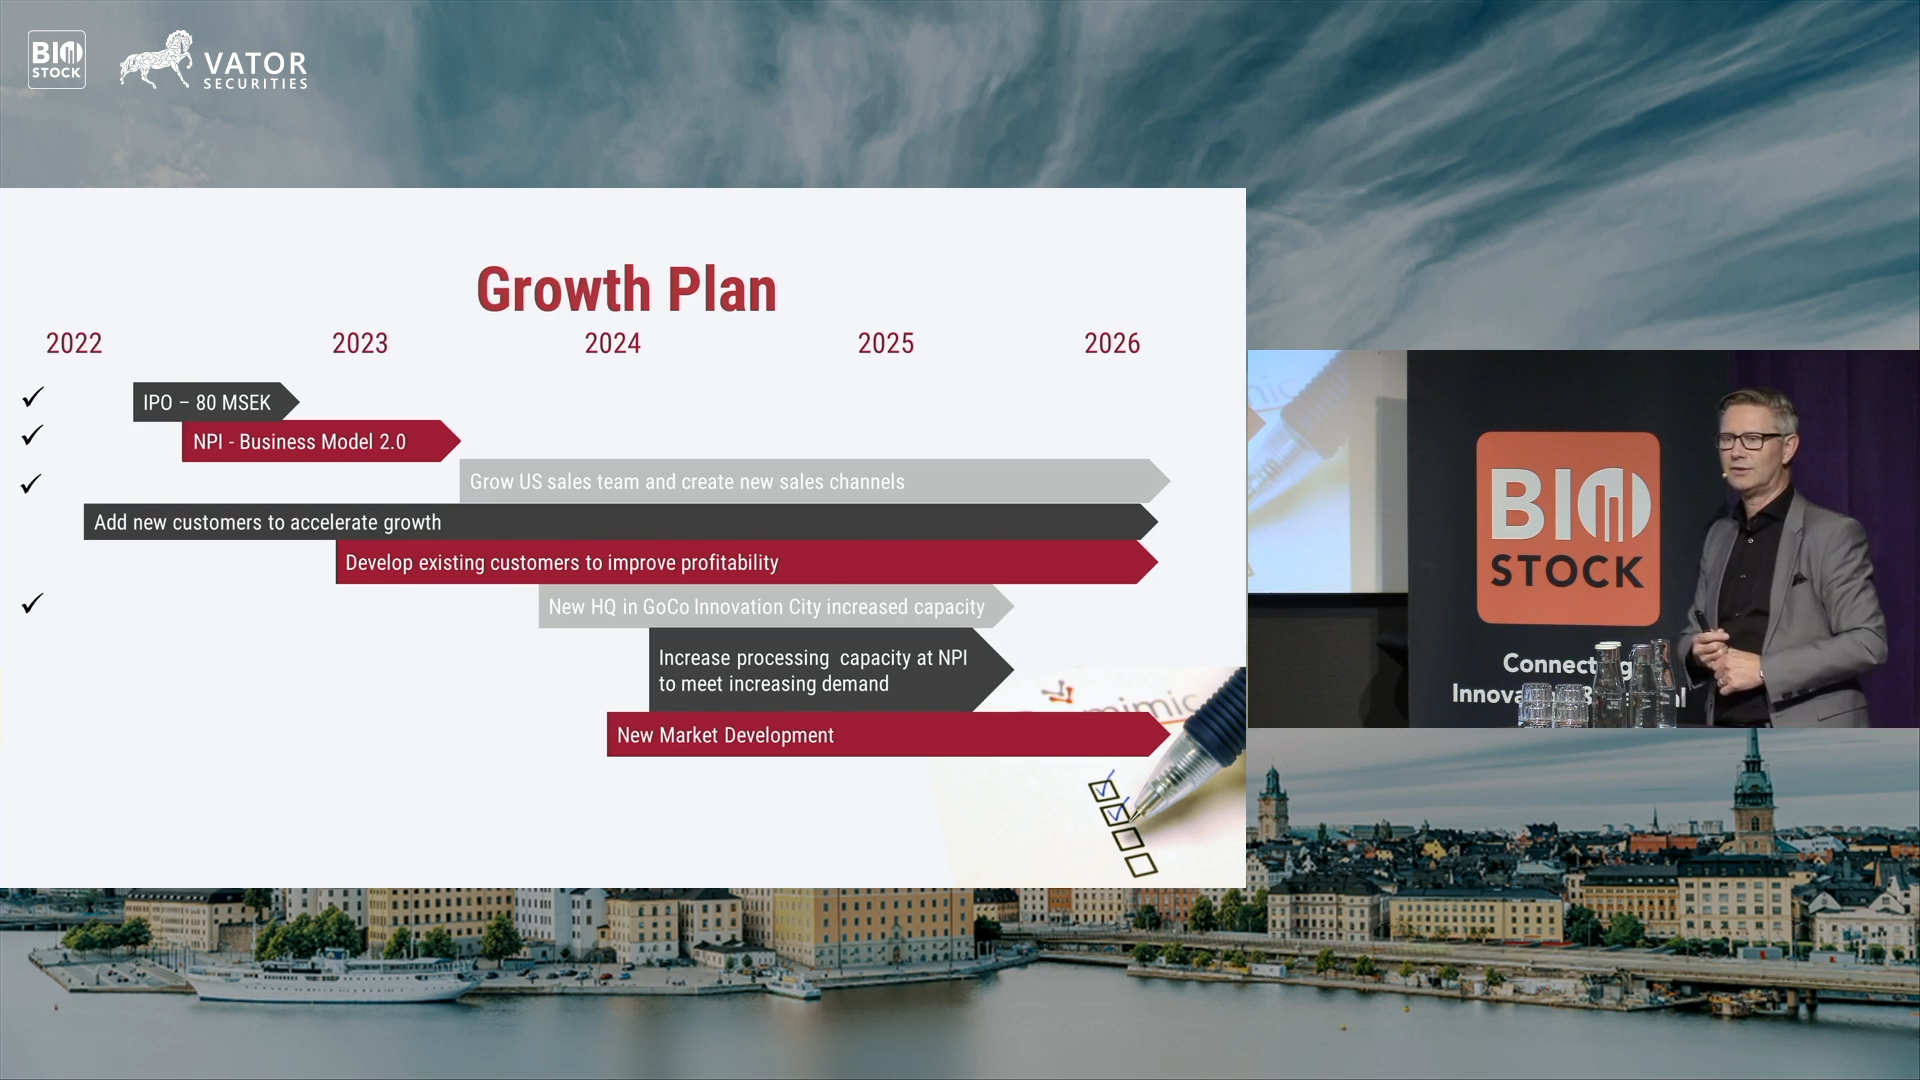 BIO
STOCK
VATOR
SECURITIES
Growth Plan
2022 2023 2024 2025 2026
IPO – 80 MSEK
NPI - Business Model 2.0
Grow US sales team and create new sales channels
Add new customers to accelerate growth
Develop existing customers to improve profitability
New HQ in GoCo Innovation City increased capacity
Increase processing capacity at NPI
to meet increasing demand
New Market Development
BIO
STOCK